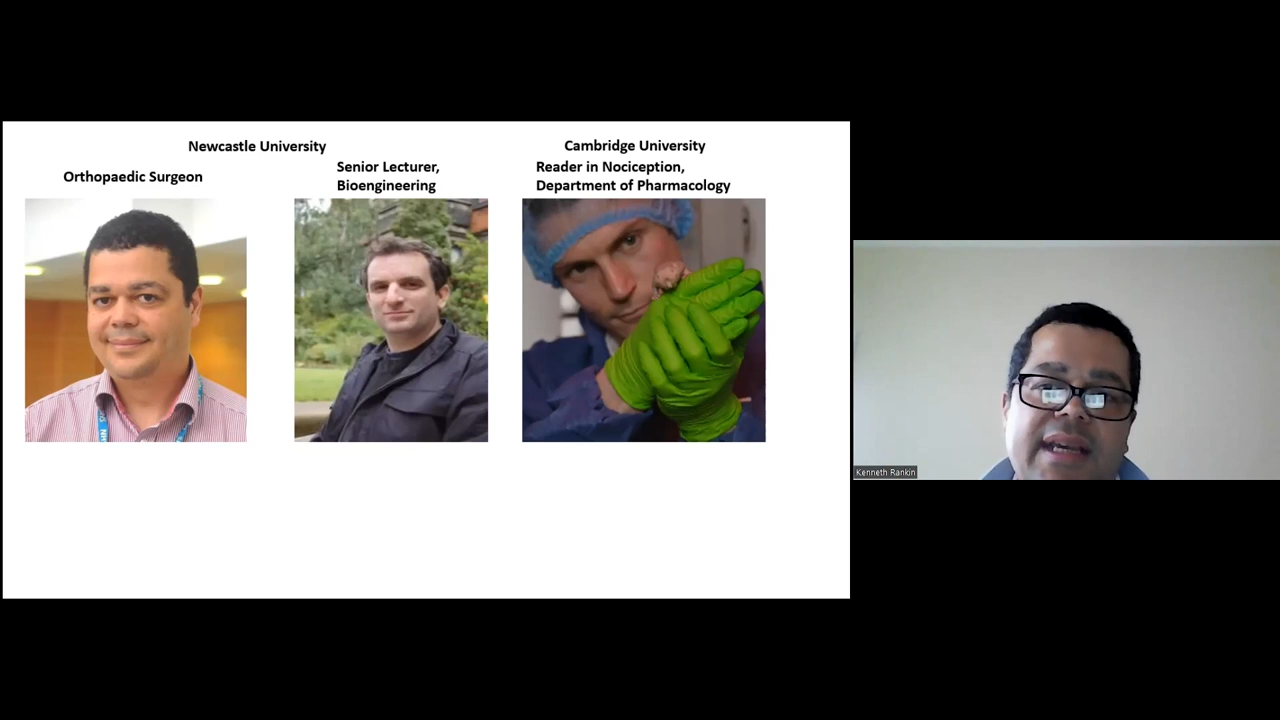 Newcastle University
Cambridge University
Orthopaedic Surgeon
Senior Lecturer,
Bioengineering
Reader in Nociception,
Department of Pharmacology
Kenneth Rankin